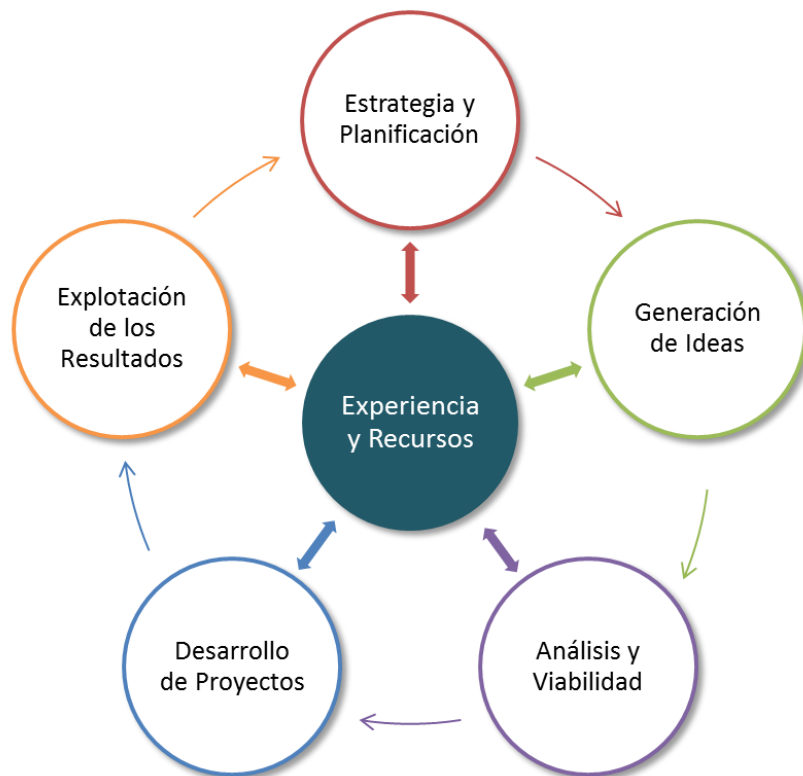 Estrategia y
Planificación
Generación
de Ideas
Análisis y
Viabilidad
Desarrollo
de Proyectos
Explotación
de los
Resultados
Experiencia
y Recursos